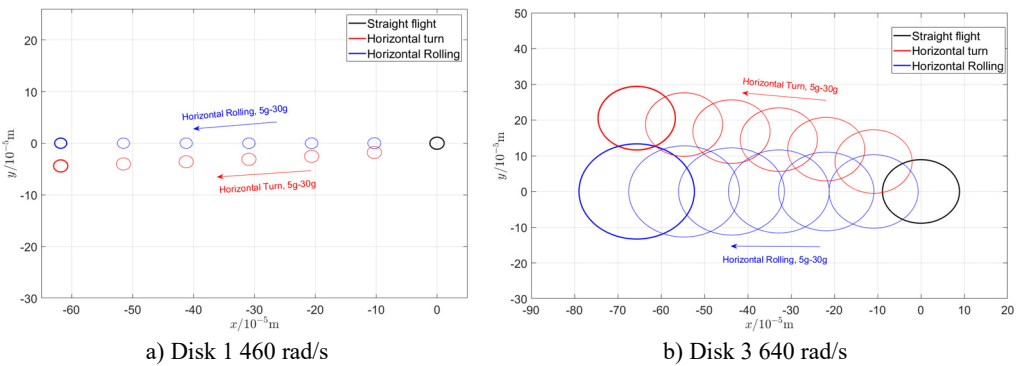 Straight flight
Horizontal turn
Horizontal Rolling
Horizontal Rolling, 5g-30g
Horizontal Turn, 5g-30g
20
10
0
-10
-20
-30
y/10⁻⁵m
-60 -50 -40 -30 -20 -10 0
x/10⁻⁵m
a) Disk 1 460 rad/s
Straight flight
Horizontal turn
Horizontal Rolling
Horizontal Turn, 5g-30g
Horizontal Rolling, 5g-30g
50
40
30
20
10
0
-10
-20
-30
y/10⁻⁵m
-90 -80 -70 -60 -50 -40 -30 -20 -10 0 10 20
x/10⁻⁵m
b) Disk 3 640 rad/s